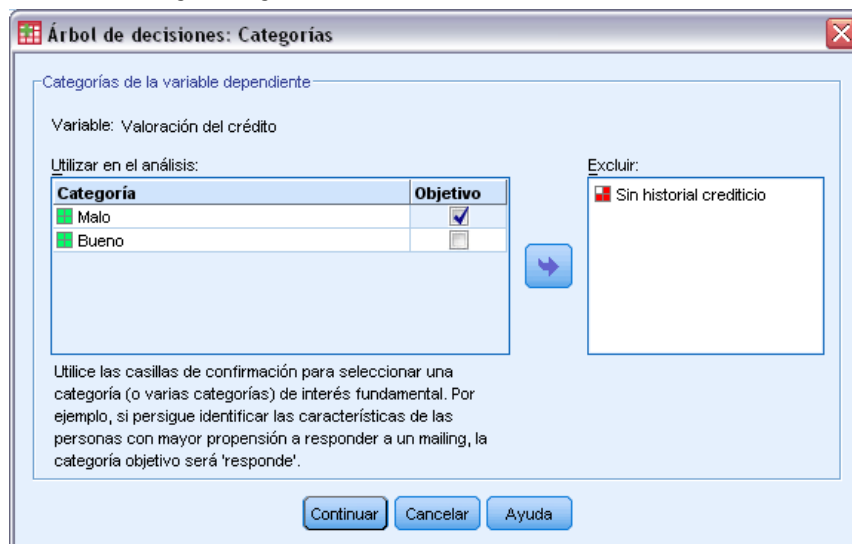 Árbol de decisiones: Categorías
Categorías de la variable dependiente
Variable: Valoración del crédito
Utilizar en el análisis:
Categoría Objetivo
Malo
Bueno
Excluir:
Sin historial crediticio
Utilice las casillas de confirmación para seleccionar una
categoría (o varias categorías) de interés fundamental. Por
ejemplo, si persigue identificar las características de las
personas con mayor propensión a responder a un mailing, la
categoría objetivo será 'responde'.
Continuar Cancelar Ayuda